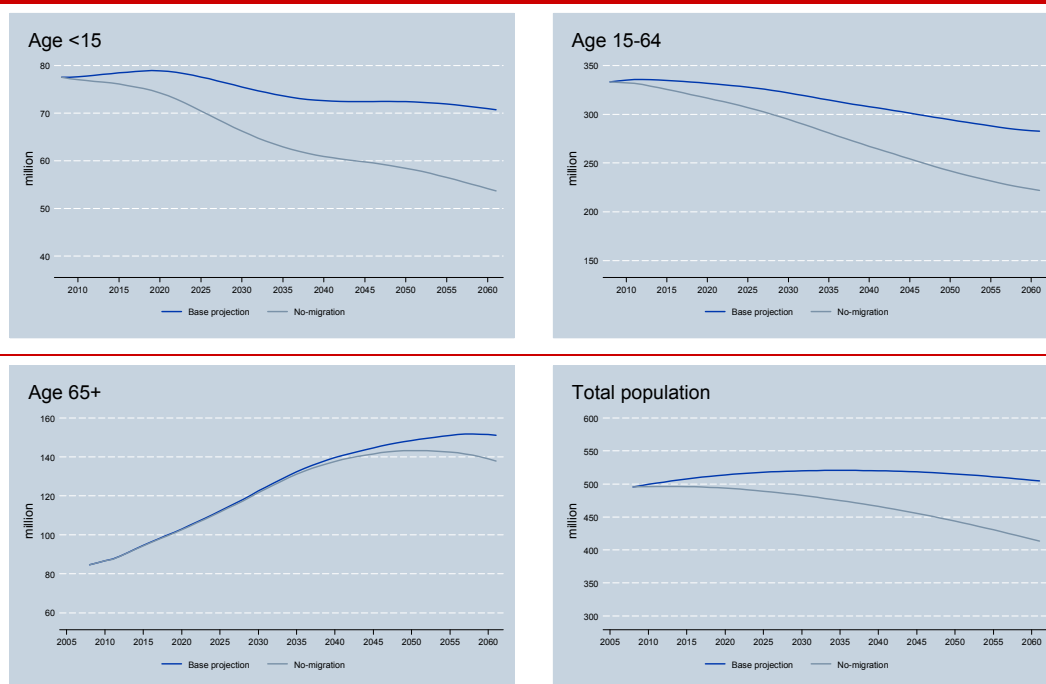 Age <15
80
70
60
50
40
million
2010 2015 2020 2025 2030 2035 2040 2045 2050 2055 2060
Base projection No-migration
Age 15-64
350
300
250
200
150
million
2010 2015 2020 2025 2030 2035 2040 2045 2050 2055 2060
Base projection No-migration
Age 65+
160
140
120
100
80
60
million
2005 2010 2015 2020 2025 2030 2035 2040 2045 2050 2055 2060
Base projection No-migration
Total population
600
550
500
450
400
350
300
million
2005 2010 2015 2020 2025 2030 2035 2040 2045 2050 2055 2060
Base projection No-migration